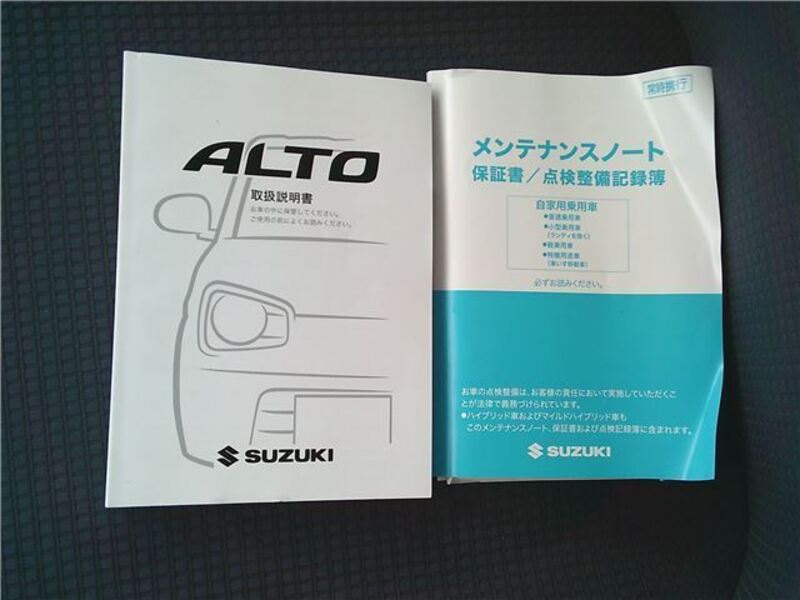 ALTO
取扱説明書
お車の中に保管してください。
ご使用の前によくお読みください。
SUZUKI
常時携行
メンテナンスノート
保証書／点検整備記録簿
自家用乗用車
●普通乗用車
●小型乗用車
(ランディを除く)
●軽乗用車
●特種用途車
(車いす移動車)
必ずお読みください。
お車の点検整備は、お客様の責任において実施していただくこ
とが法律で義務づけられています。
●ハイブリッド車およびマイルドハイブリッド車も
このメンテナンスノート、保証書および点検記録簿に含まれます。
SUZUKI